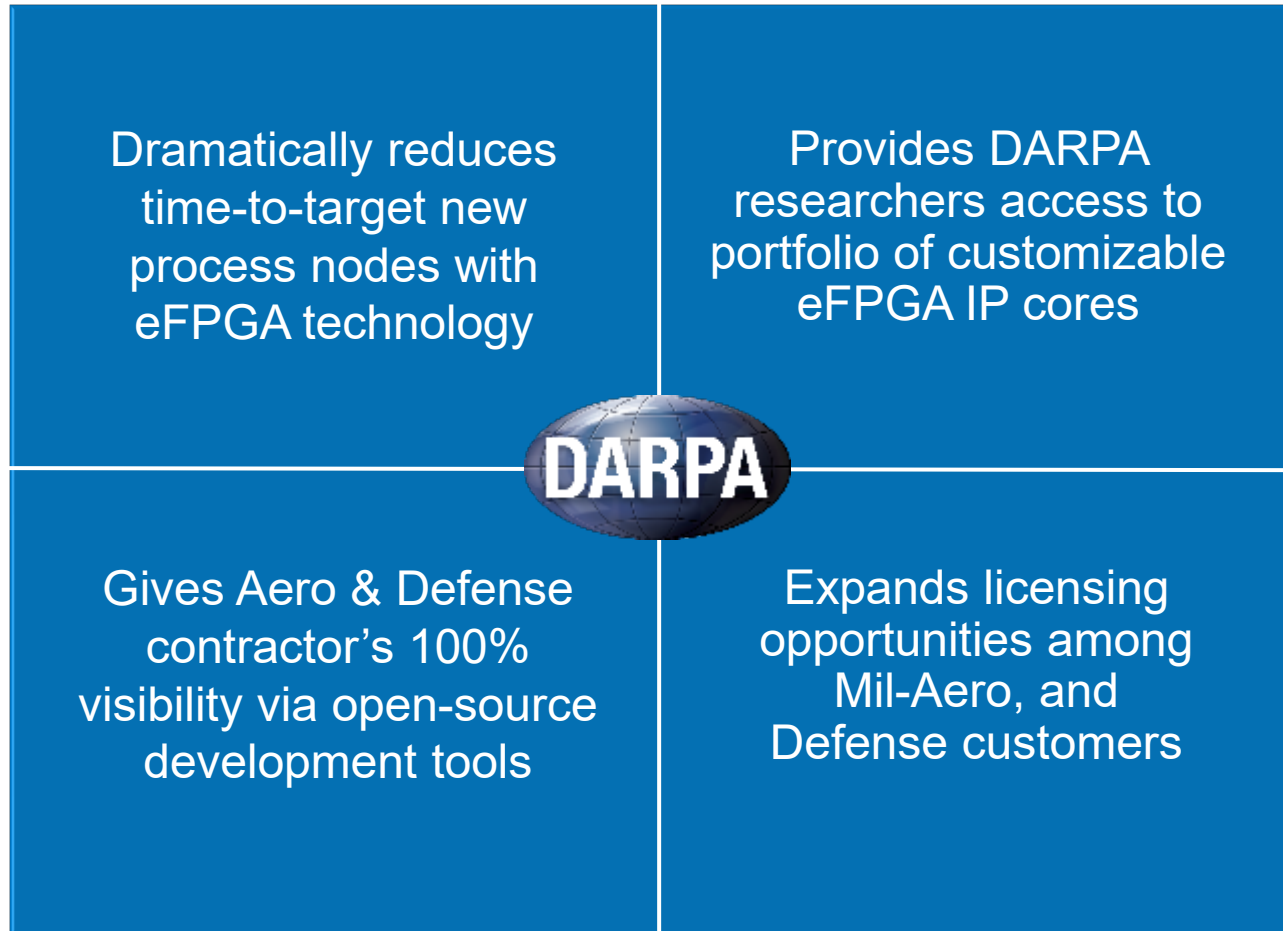 Dramatically reduces
time-to-target new
process nodes with
eFPGA technology
Provides DARPA
researchers access to
portfolio of customizable
eFPGA IP cores
DARPA
Gives Aero & Defense
contractor’s 100%
visibility via open-source
development tools
Expands licensing
opportunities among
Mil-Aero, and
Defense customers